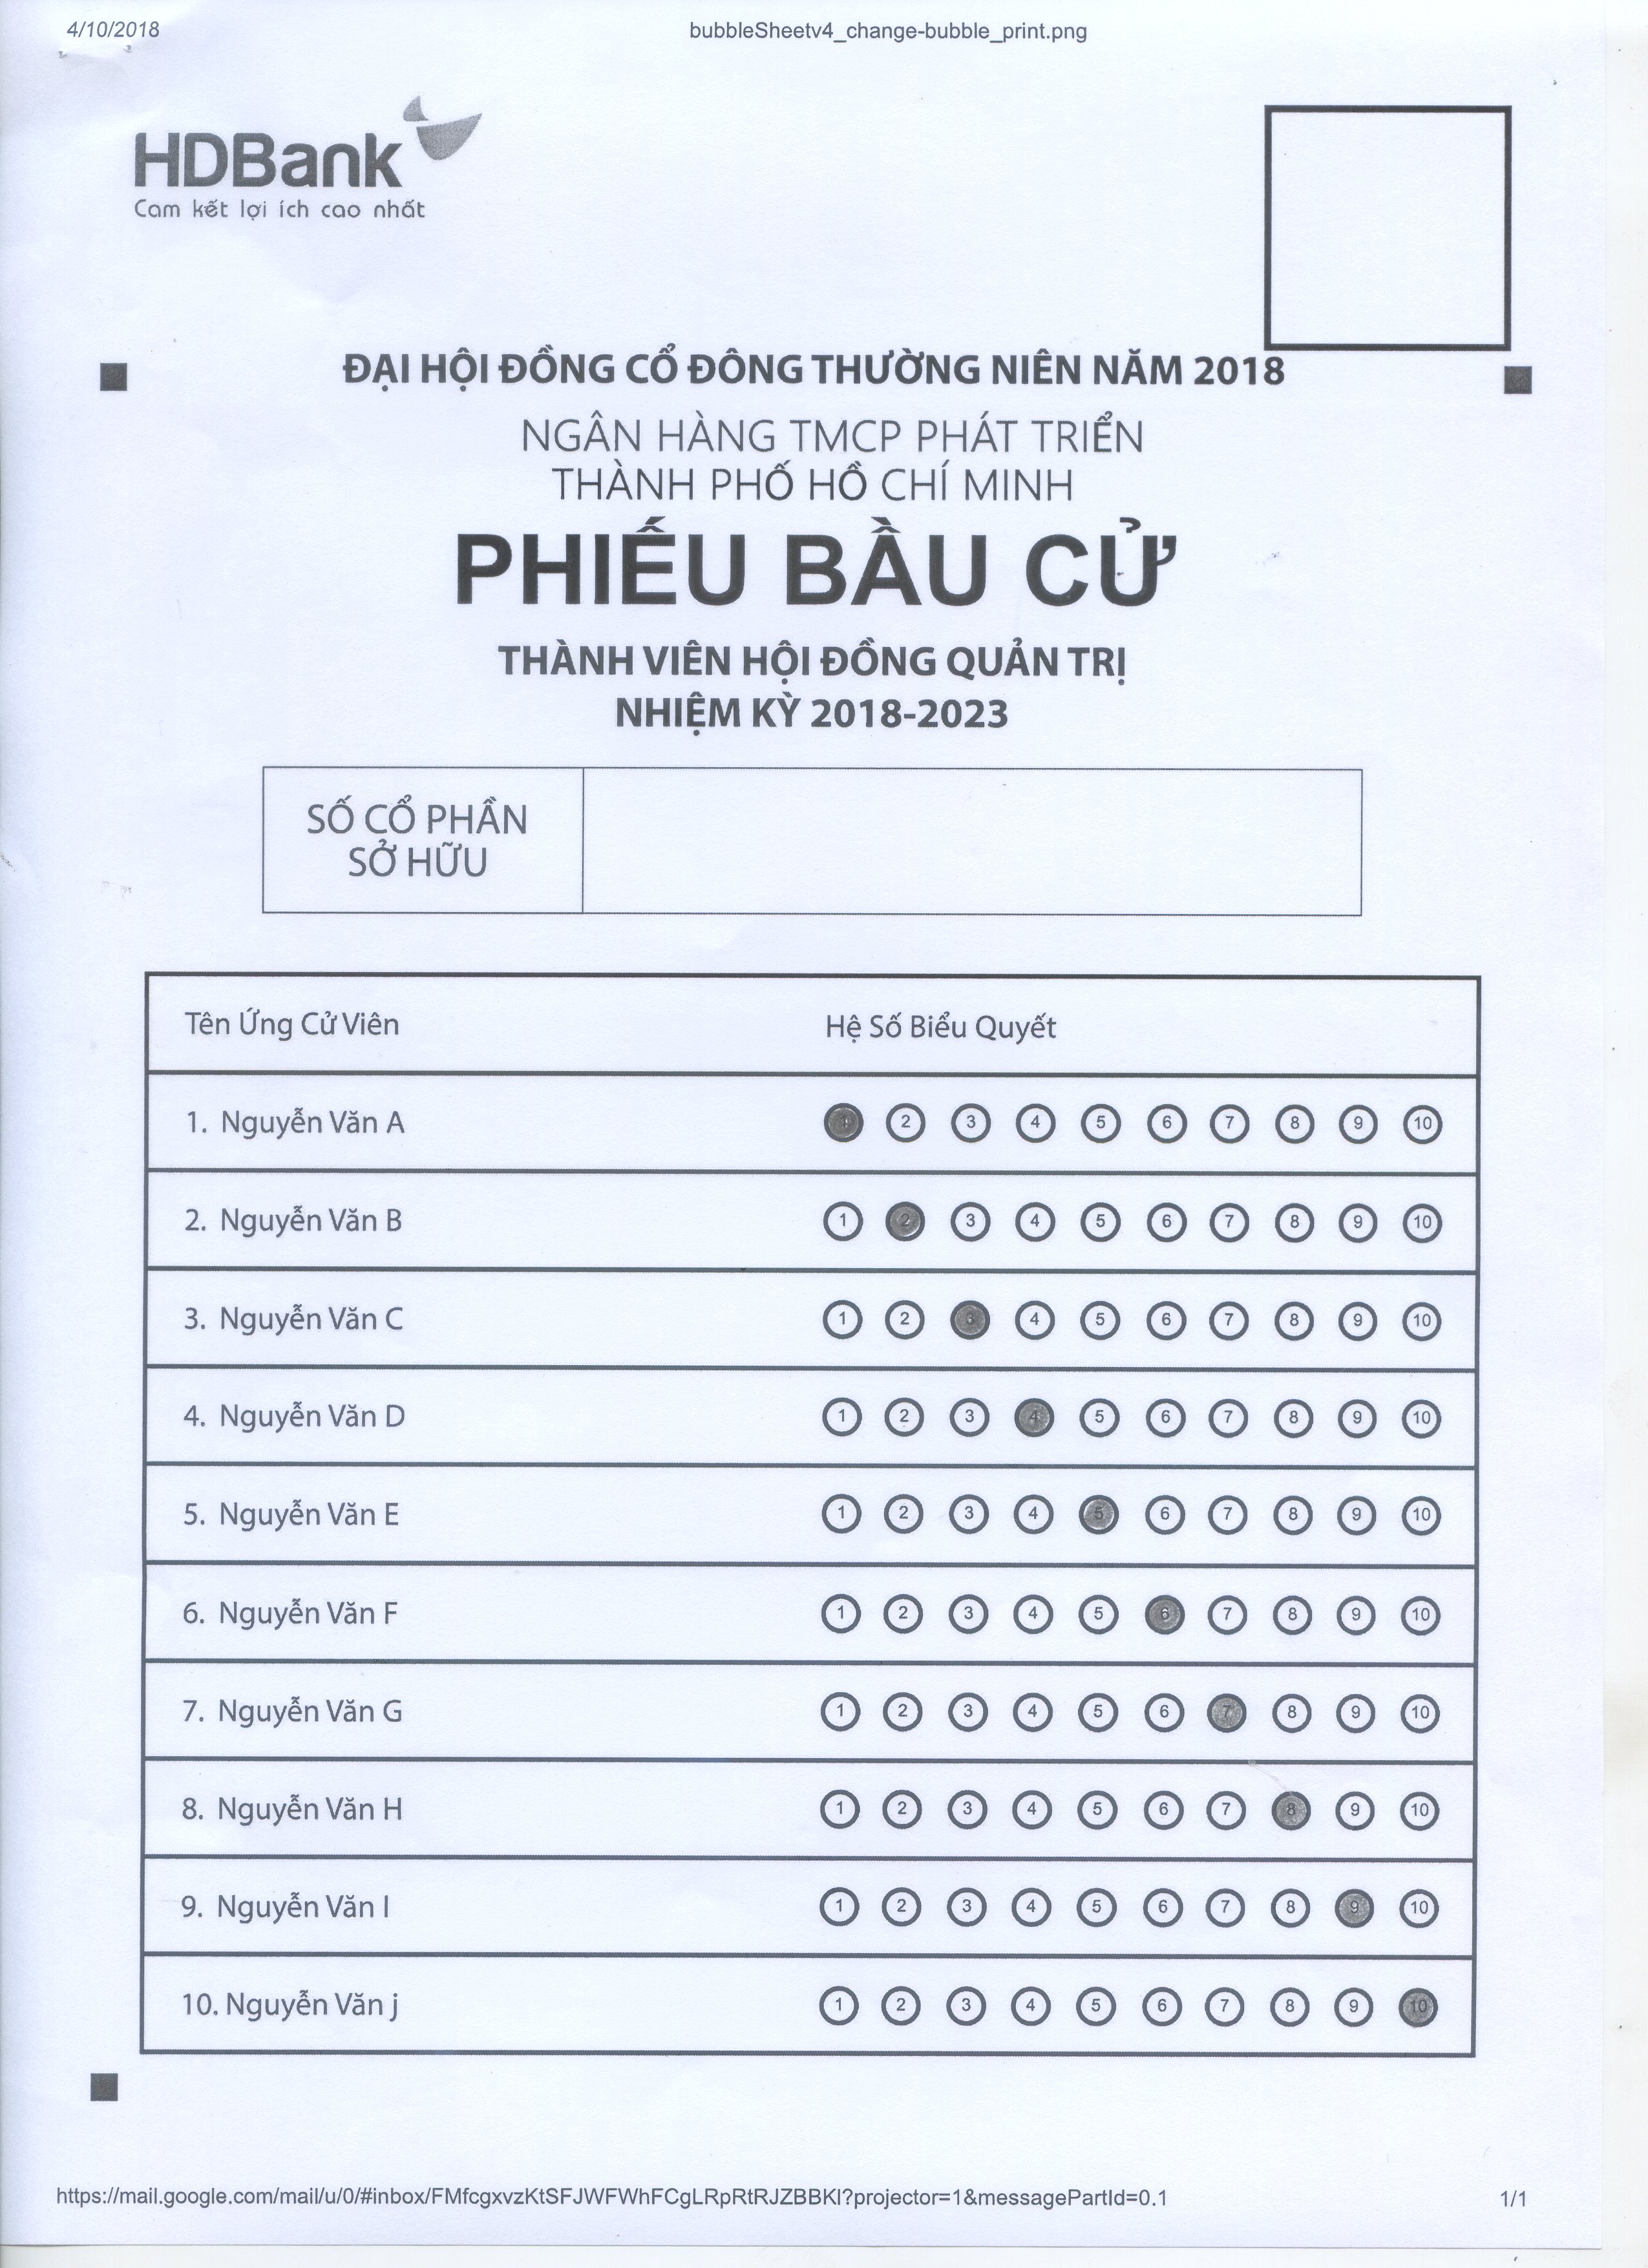 4/10/2018 bubbleSheetv4_change-bubble_print.png
HDBank
Cam kết lợi ích cao nhất
ĐẠI HỘI ĐỒNG CỔ ĐÔNG THƯỜNG NIÊN NĂM 2018
NGÂN HÀNG TMCP PHÁT TRIỂN
THÀNH PHỐ HỒ CHÍ MINH
PHIẾU BẦU CỬ
THÀNH VIÊN HỘI ĐỒNG QUẢN TRỊ
NHIỆM KỲ 2018-2023
SỐ CỔ PHẦN
SỞ HỮU
Tên Ứng Cử Viên Hệ Số Biểu Quyết
1. Nguyễn Văn A 1 2 3 4 5 6 7 8 9 10
2. Nguyễn Văn B 1 2 3 4 5 6 7 8 9 10
3. Nguyễn Văn C 1 2 3 4 5 6 7 8 9 10
4. Nguyễn Văn D 1 2 3 4 5 6 7 8 9 10
5. Nguyễn Văn E 1 2 3 4 5 6 7 8 9 10
6. Nguyễn Văn F 1 2 3 4 5 6 7 8 9 10
7. Nguyễn Văn G 1 2 3 4 5 6 7 8 9 10
8. Nguyễn Văn H 1 2 3 4 5 6 7 8 9 10
9. Nguyễn Văn I 1 2 3 4 5 6 7 8 9 10
10. Nguyễn Văn j 1 2 3 4 5 6 7 8 9 10
https://mail.google.com/mail/u/0/#inbox/FMfcgxvzKtSFJWFWhFCgLRpRtRJZBBKl?projector=1&messagePartId=0.1 1/1